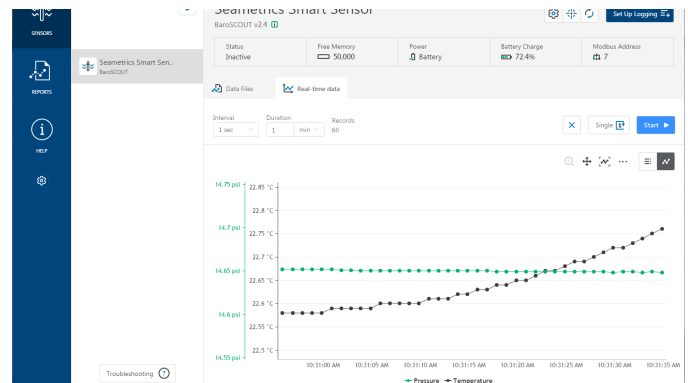 Seametrics Smart Sensor
BaroSCOUT v2.4
Set Up Logging
SENSORS
Status
Inactive
Free Memory
50,000
Power
Battery
Battery Charge
72.4%
Modbus Address
7
Seametrics Smart Sen..
BaroSCOUT
REPORTS
Data Files
Real-time data
Interval
1 sec
Duration
1 min
Records
60
Single
Start
HELP
14.75 psi
14.7 psi
14.65 psi
14.6 psi
14.55 psi
22.85 °C
22.8 °C
22.75 °C
22.7 °C
22.65 °C
22.6 °C
22.55 °C
22.5 °C
10:31:00 AM 10:31:05 AM 10:31:10 AM 10:31:15 AM 10:31:20 AM 10:31:25 AM 10:31:30 AM 10:31:35 AM
Pressure Temperature
Troubleshooting